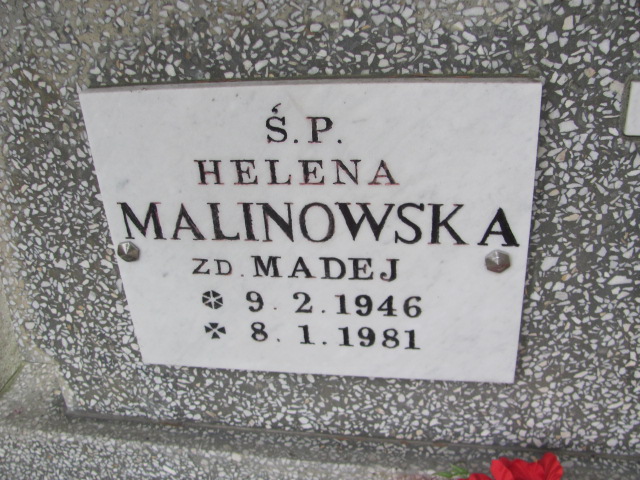 Ś.P.
HELENA
MALINOWSKA
ZD. MADEJ
* 9. 2. 1946
✠ 8. 1. 1981